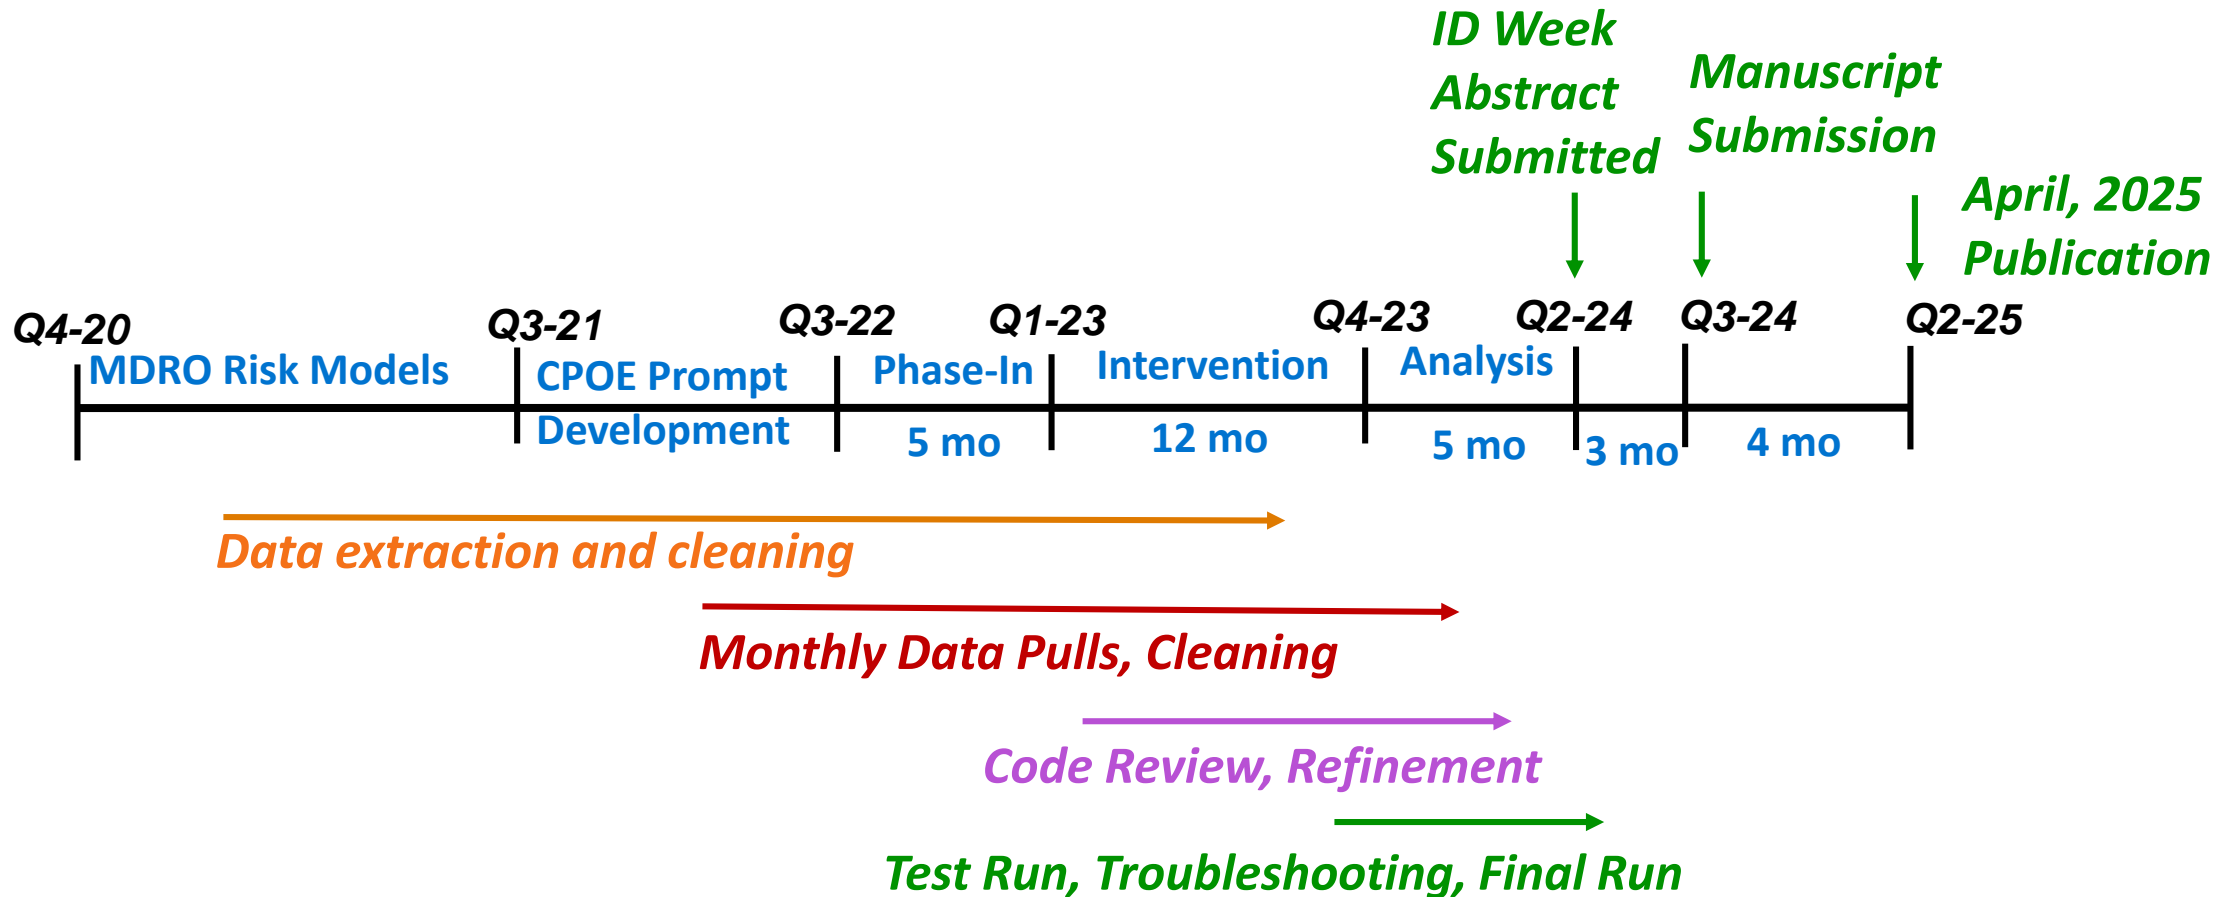 ID Week
Abstract
Submitted
Manuscript
Submission
April, 2025
Publication
Q4-20
Q3-21
Q3-22
Q1-23
Q4-23
Q2-24
Q3-24
Q2-25
MDRO Risk Models
CPOE Prompt
Development
Phase-In
5 mo
Intervention
12 mo
Analysis
5 mo
3 mo
4 mo
Data extraction and cleaning
Monthly Data Pulls, Cleaning
Code Review, Refinement
Test Run, Troubleshooting, Final Run